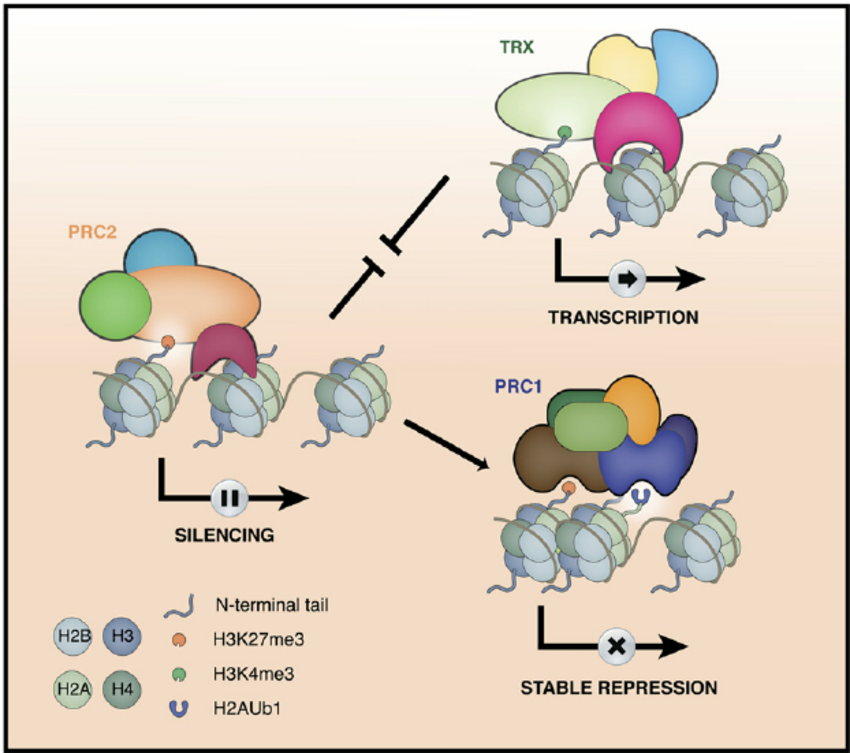 TRX
TRANSCRIPTION
PRC2
SILENCING
PRC1
STABLE REPRESSION
H2B H3
H2A H4
N-terminal tail
H3K27me3
H3K4me3
H2AUb1